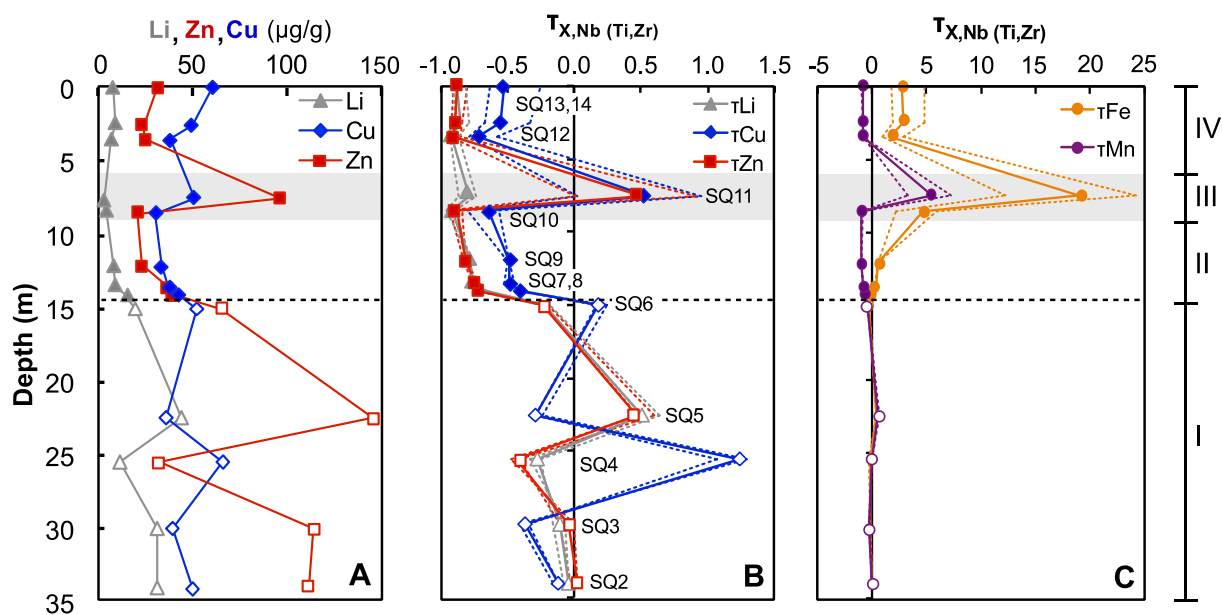 Li, Zn, Cu (µg/g)
0 50 100 150
Depth (m)
0
5
10
15
20
25
30
35
Li
Cu
Zn
A
τX,Nb (Ti,Zr)
-1.0 -0.5 0.0 0.5 1.0 1.5
τLi
τCu
τZn
SQ13,14
SQ12
SQ11
SQ10
SQ9
SQ7,8
SQ6
SQ5
SQ4
SQ3
SQ2
B
τX,Nb (Ti,Zr)
-5 0 5 10 15 20 25
τFe
τMn
C
IV
III
II
I